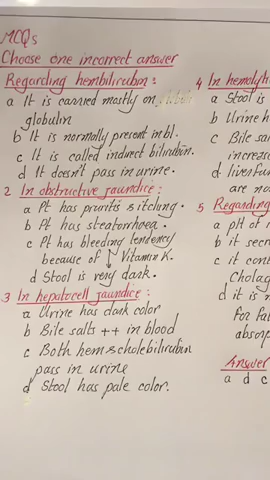 MCQs
Choose one incorrect answer
Regarding hembilirubin:
a It is carried mostly on
globulin
b It is normally present in bl.
c It is called indirect bilirubin.
d It doesn't pass in urine.
2 In obstructive jaundice:
a Pt has pruritis & itching.
b Pt has steatorrhoea.
c Pt has bleeding tendency
because of ↓ Vitamin K.
d Stool is very dark.
3 In hepatocell jaundice:
a Urine has dark color
b Bile salts ++ in blood
c Both hem & cholebilirubin
pass in urine
d Stool has pale color.
4 In hemolyt
a Stool is
b Urine h
c Bile sa
increase
d liver fun
are no
5 Regarding
a pH of
b it secr
c it con
Cholag
d it is n
for fa
absorp
Answer
a d c